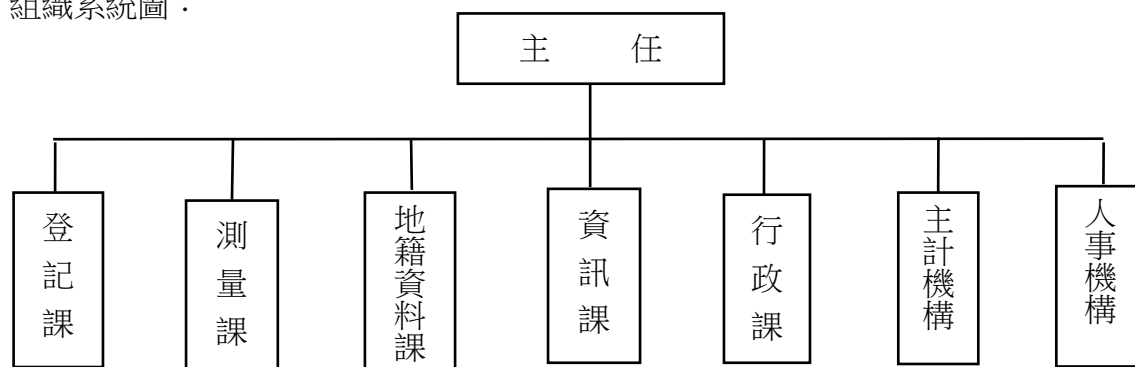 組織系統圖：
主 任
登記課
測量課
地籍資料課
資訊課
行政課
主計機構
人事機構